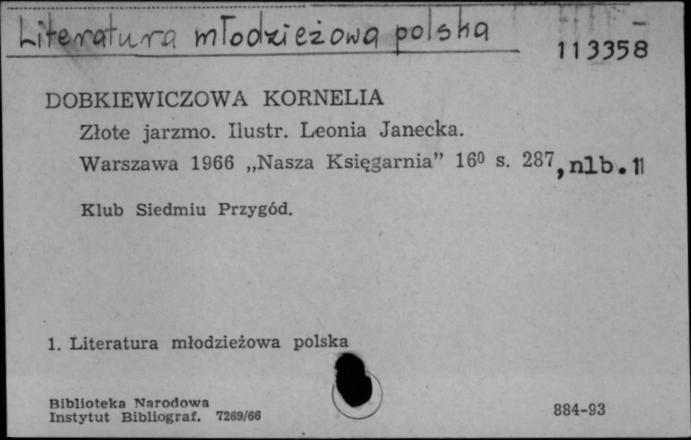 Literatura młodzieżowa polska
113358
DOBKIEWICZOWA KORNELIA
Złote jarzmo. Ilustr. Leonia Janecka.
Warszawa 1966 „Nasza Księgarnia” 16⁰ s. 287, nlb. 11
Klub Siedmiu Przygód.
1. Literatura młodzieżowa polska
Biblioteka Narodowa
Instytut Bibliograf. 7269/66
884-93